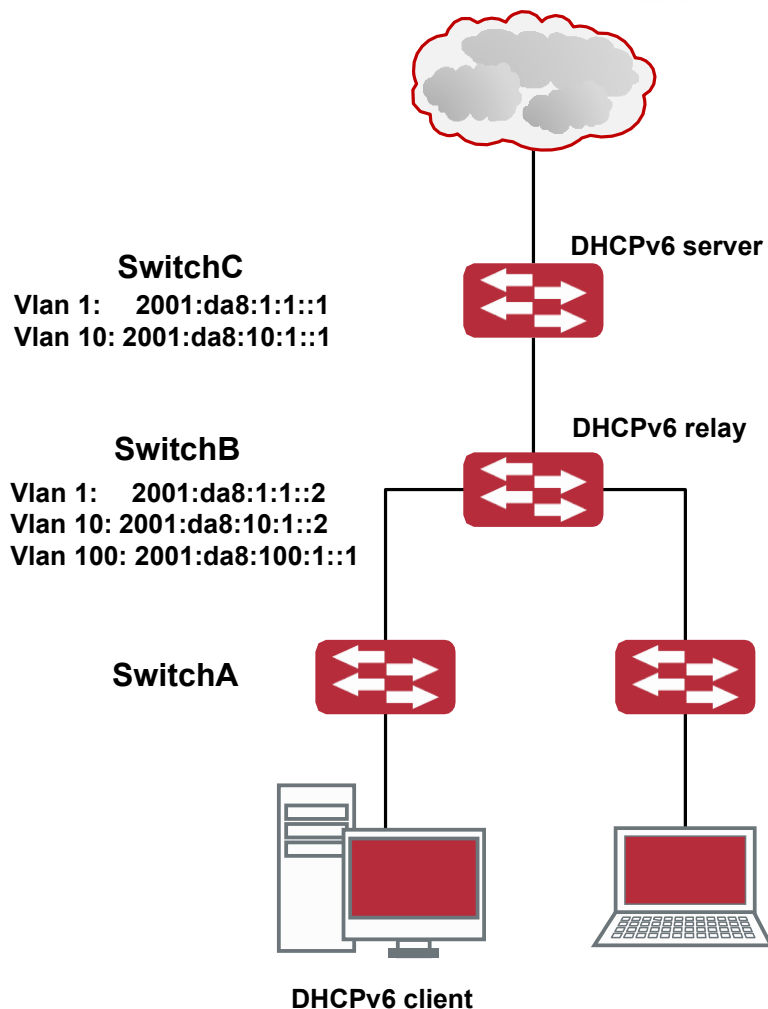 DHCPv6 server
SwitchC
Vlan 1: 2001:da8:1:1::1
Vlan 10: 2001:da8:10:1::1
DHCPv6 relay
SwitchB
Vlan 1: 2001:da8:1:1::2
Vlan 10: 2001:da8:10:1::2
Vlan 100: 2001:da8:100:1::1
SwitchA
DHCPv6 client